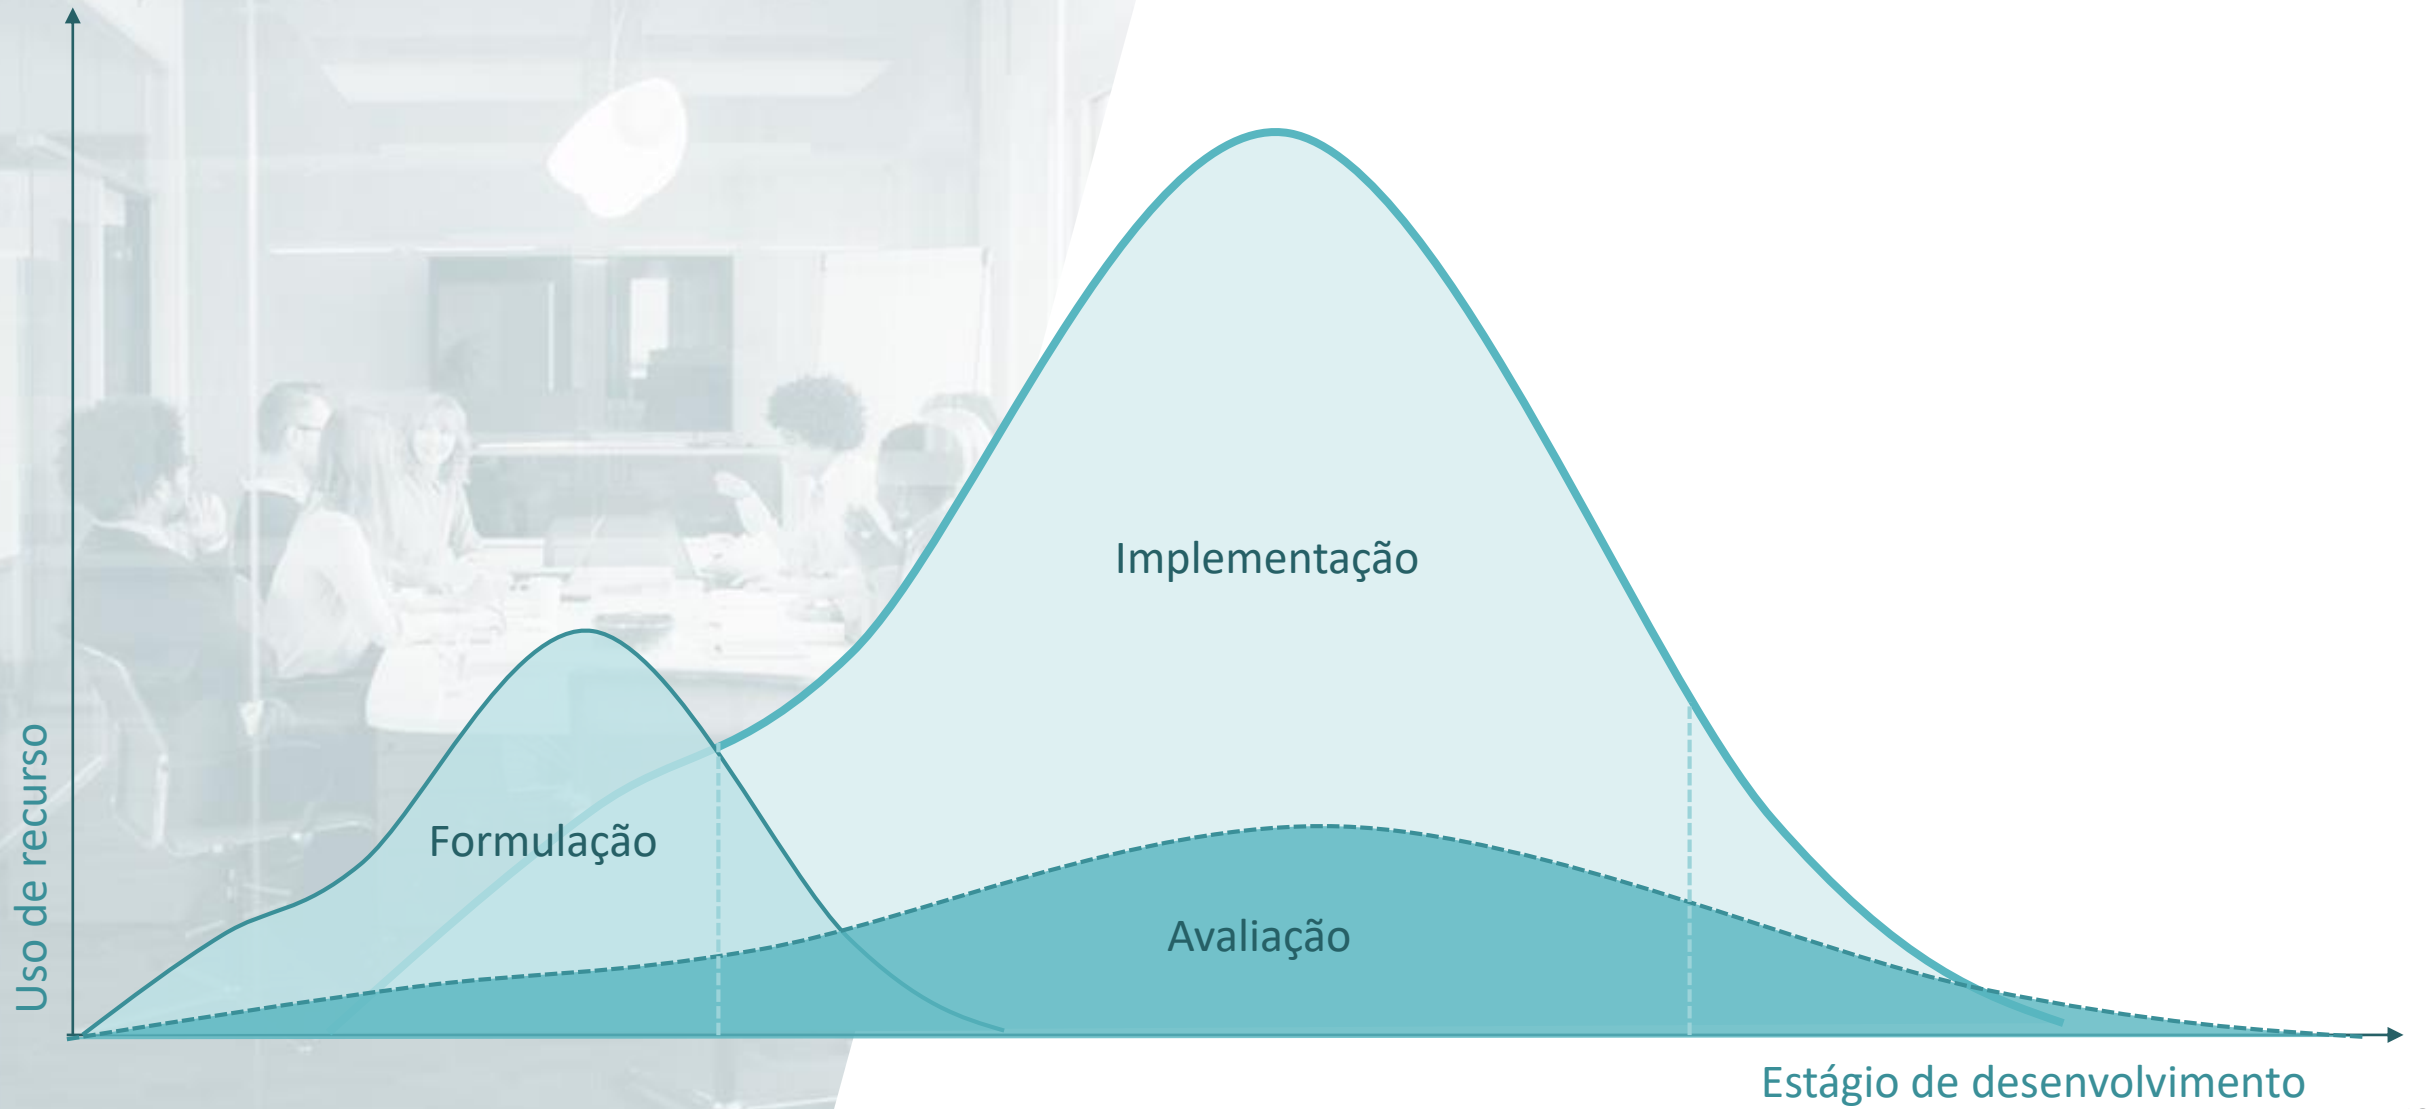 Implementação
Formulação
Avaliação
Uso de recurso
Estágio de desenvolvimento